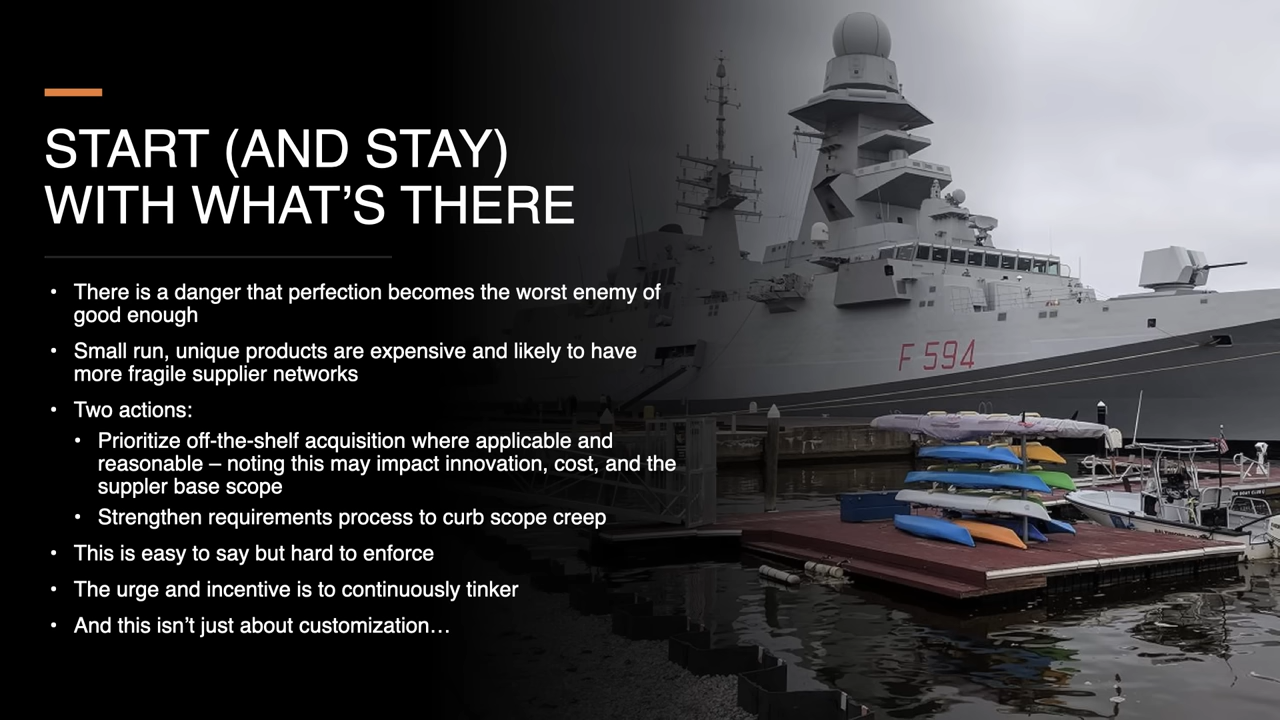 START (AND STAY)
WITH WHAT'S THERE
• There is a danger that perfection becomes the worst enemy of
good enough
• Small run, unique products are expensive and likely to have
more fragile supplier networks
• Two actions:
• Prioritize off-the-shelf acquisition where applicable and
reasonable – noting this may impact innovation, cost, and the
suppler base scope
• Strengthen requirements process to curb scope creep
• This is easy to say but hard to enforce
• The urge and incentive is to continuously tinker
• And this isn't just about customization…
F 594